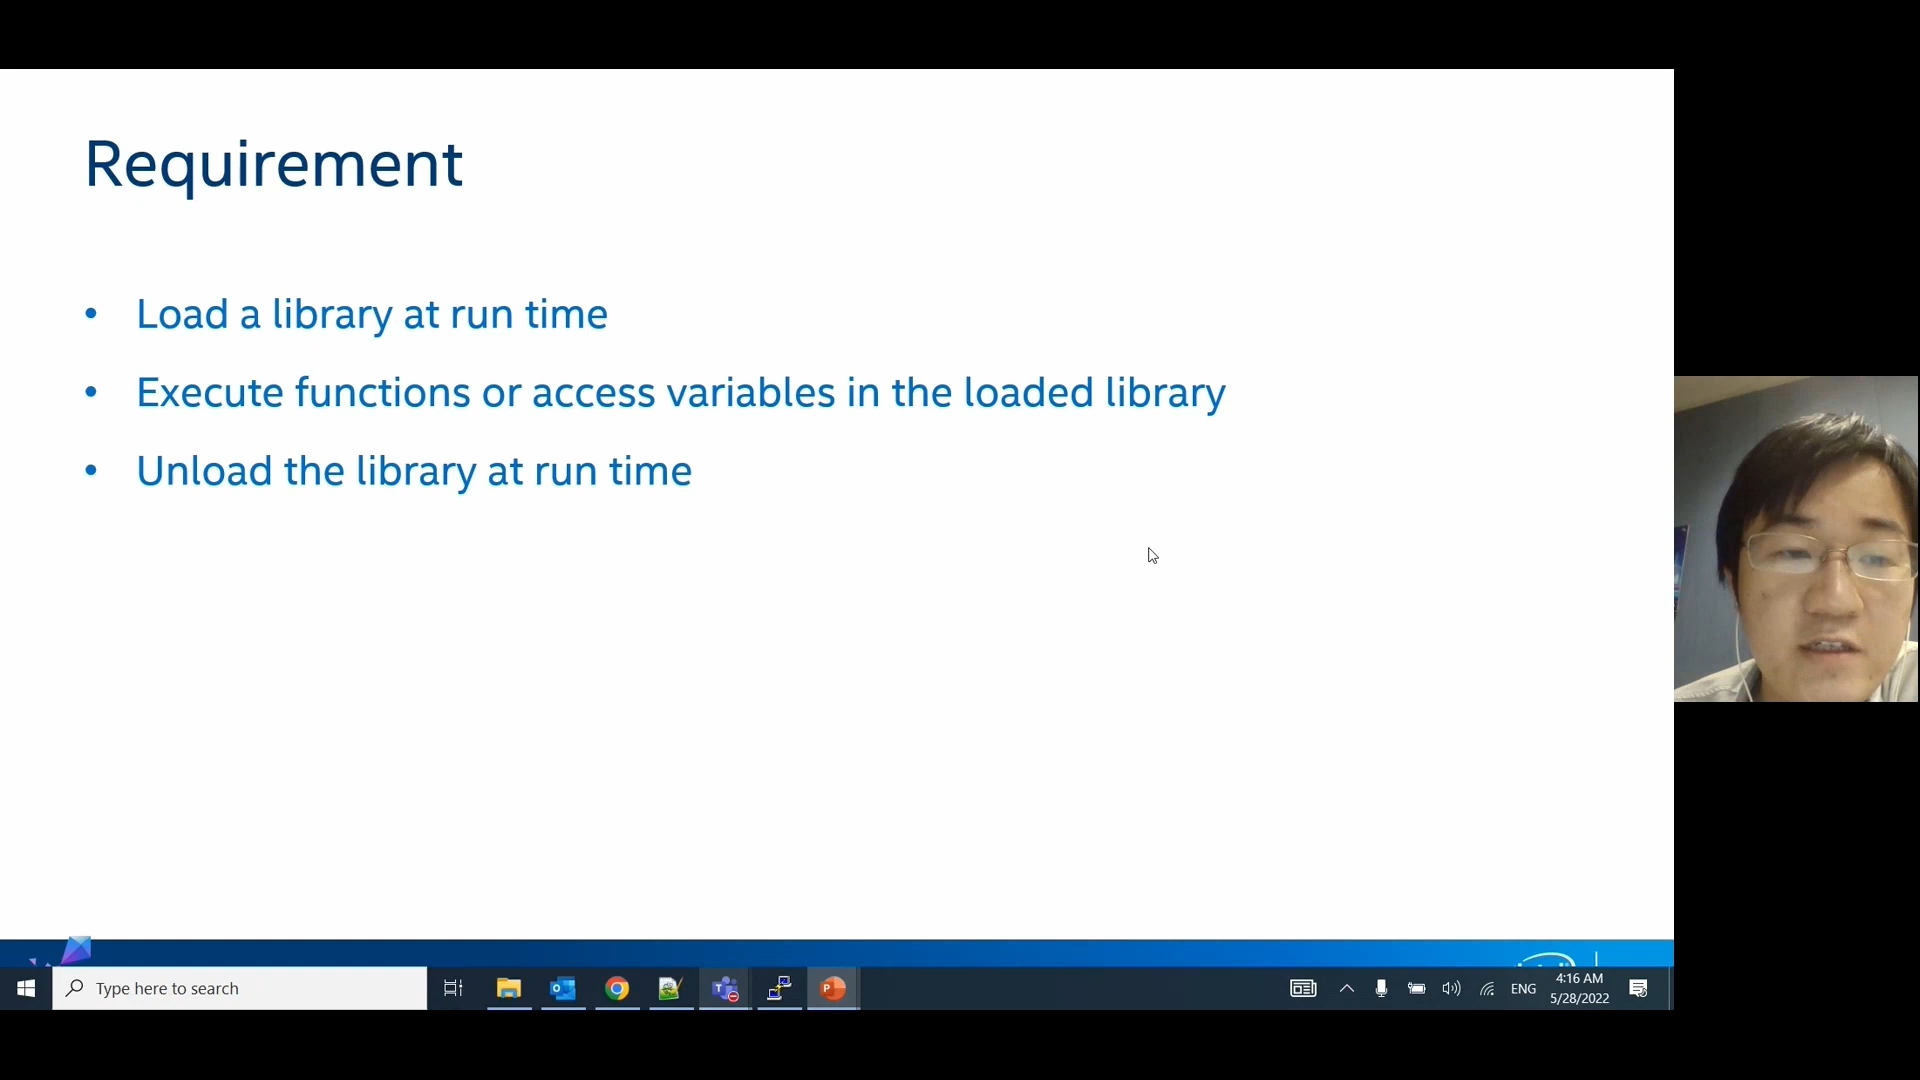 Requirement
• Load a library at run time
• Execute functions or access variables in the loaded library
• Unload the library at run time
Type here to search
ENG
4:16 AM
5/28/2022